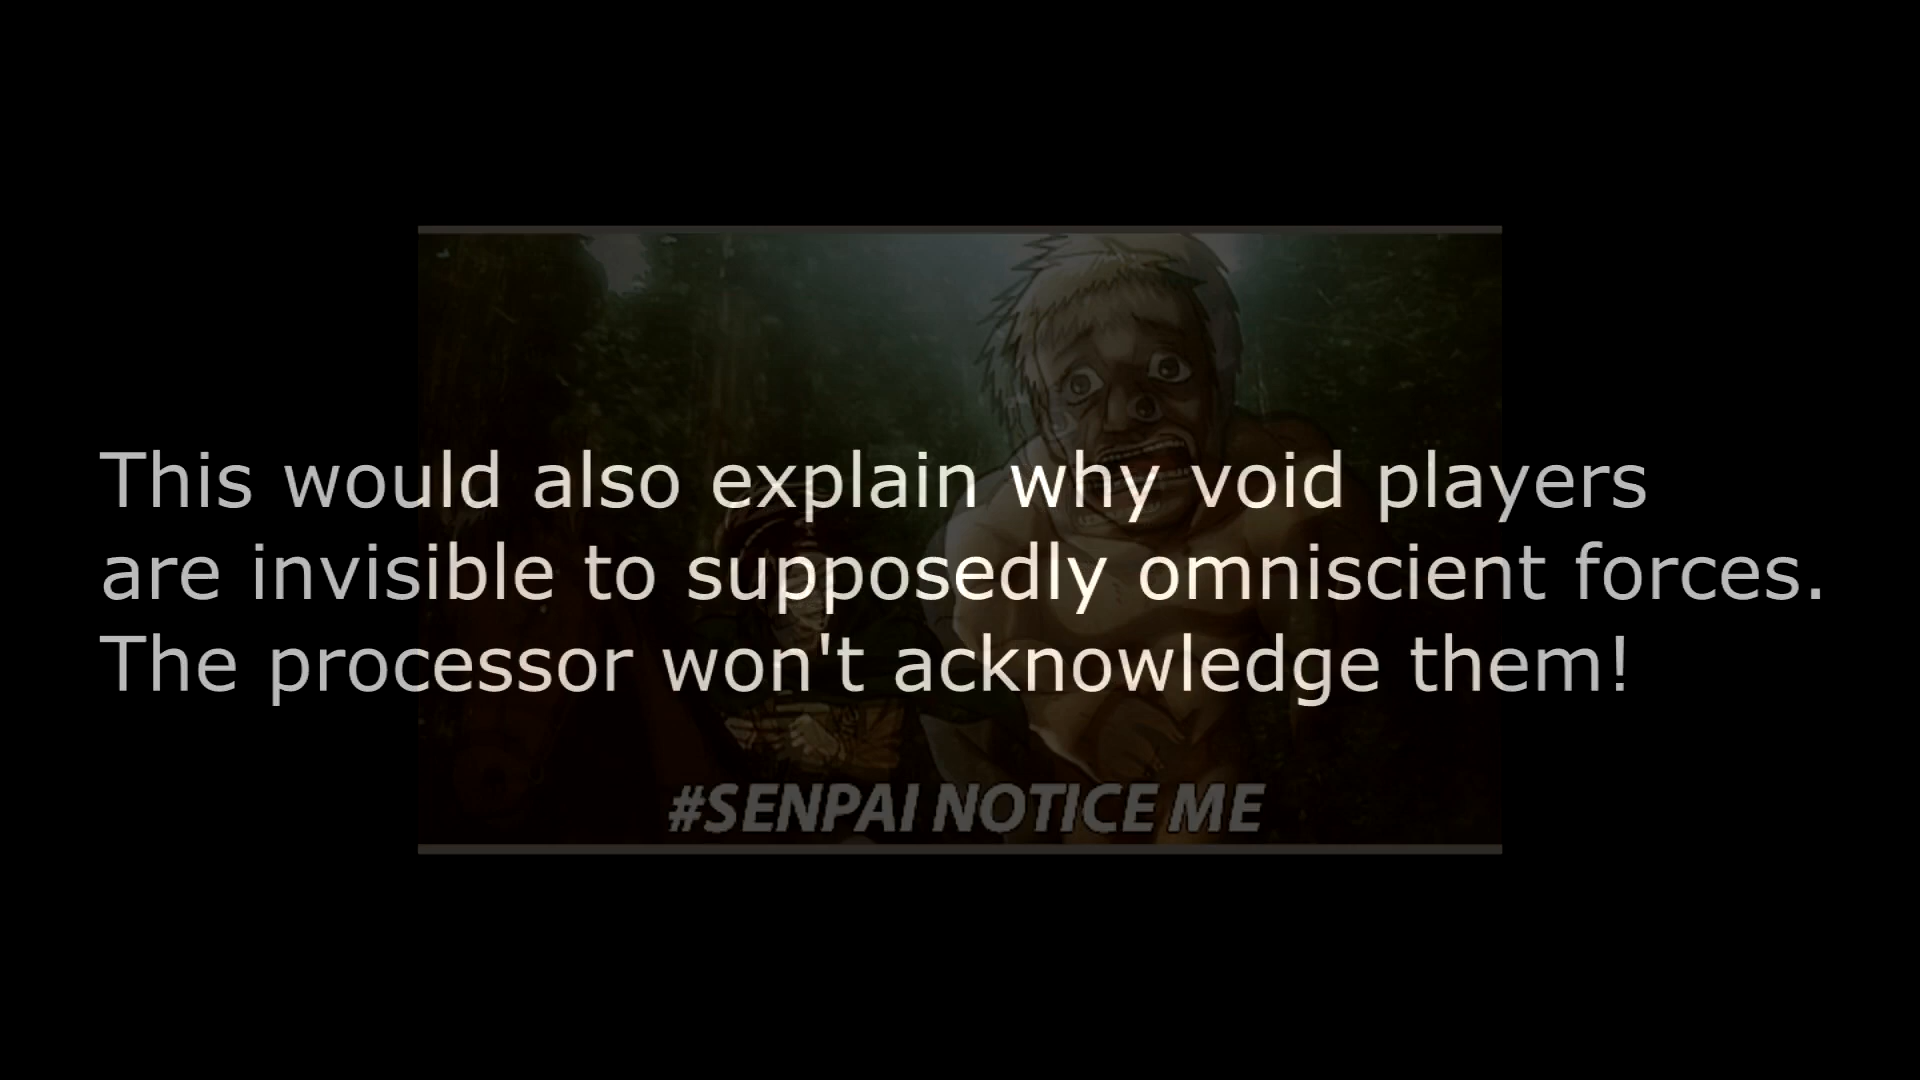 This would also explain why void players
are invisible to supposedly omniscient forces.
The processor won't acknowledge them!
#SENPAI NOTICE ME